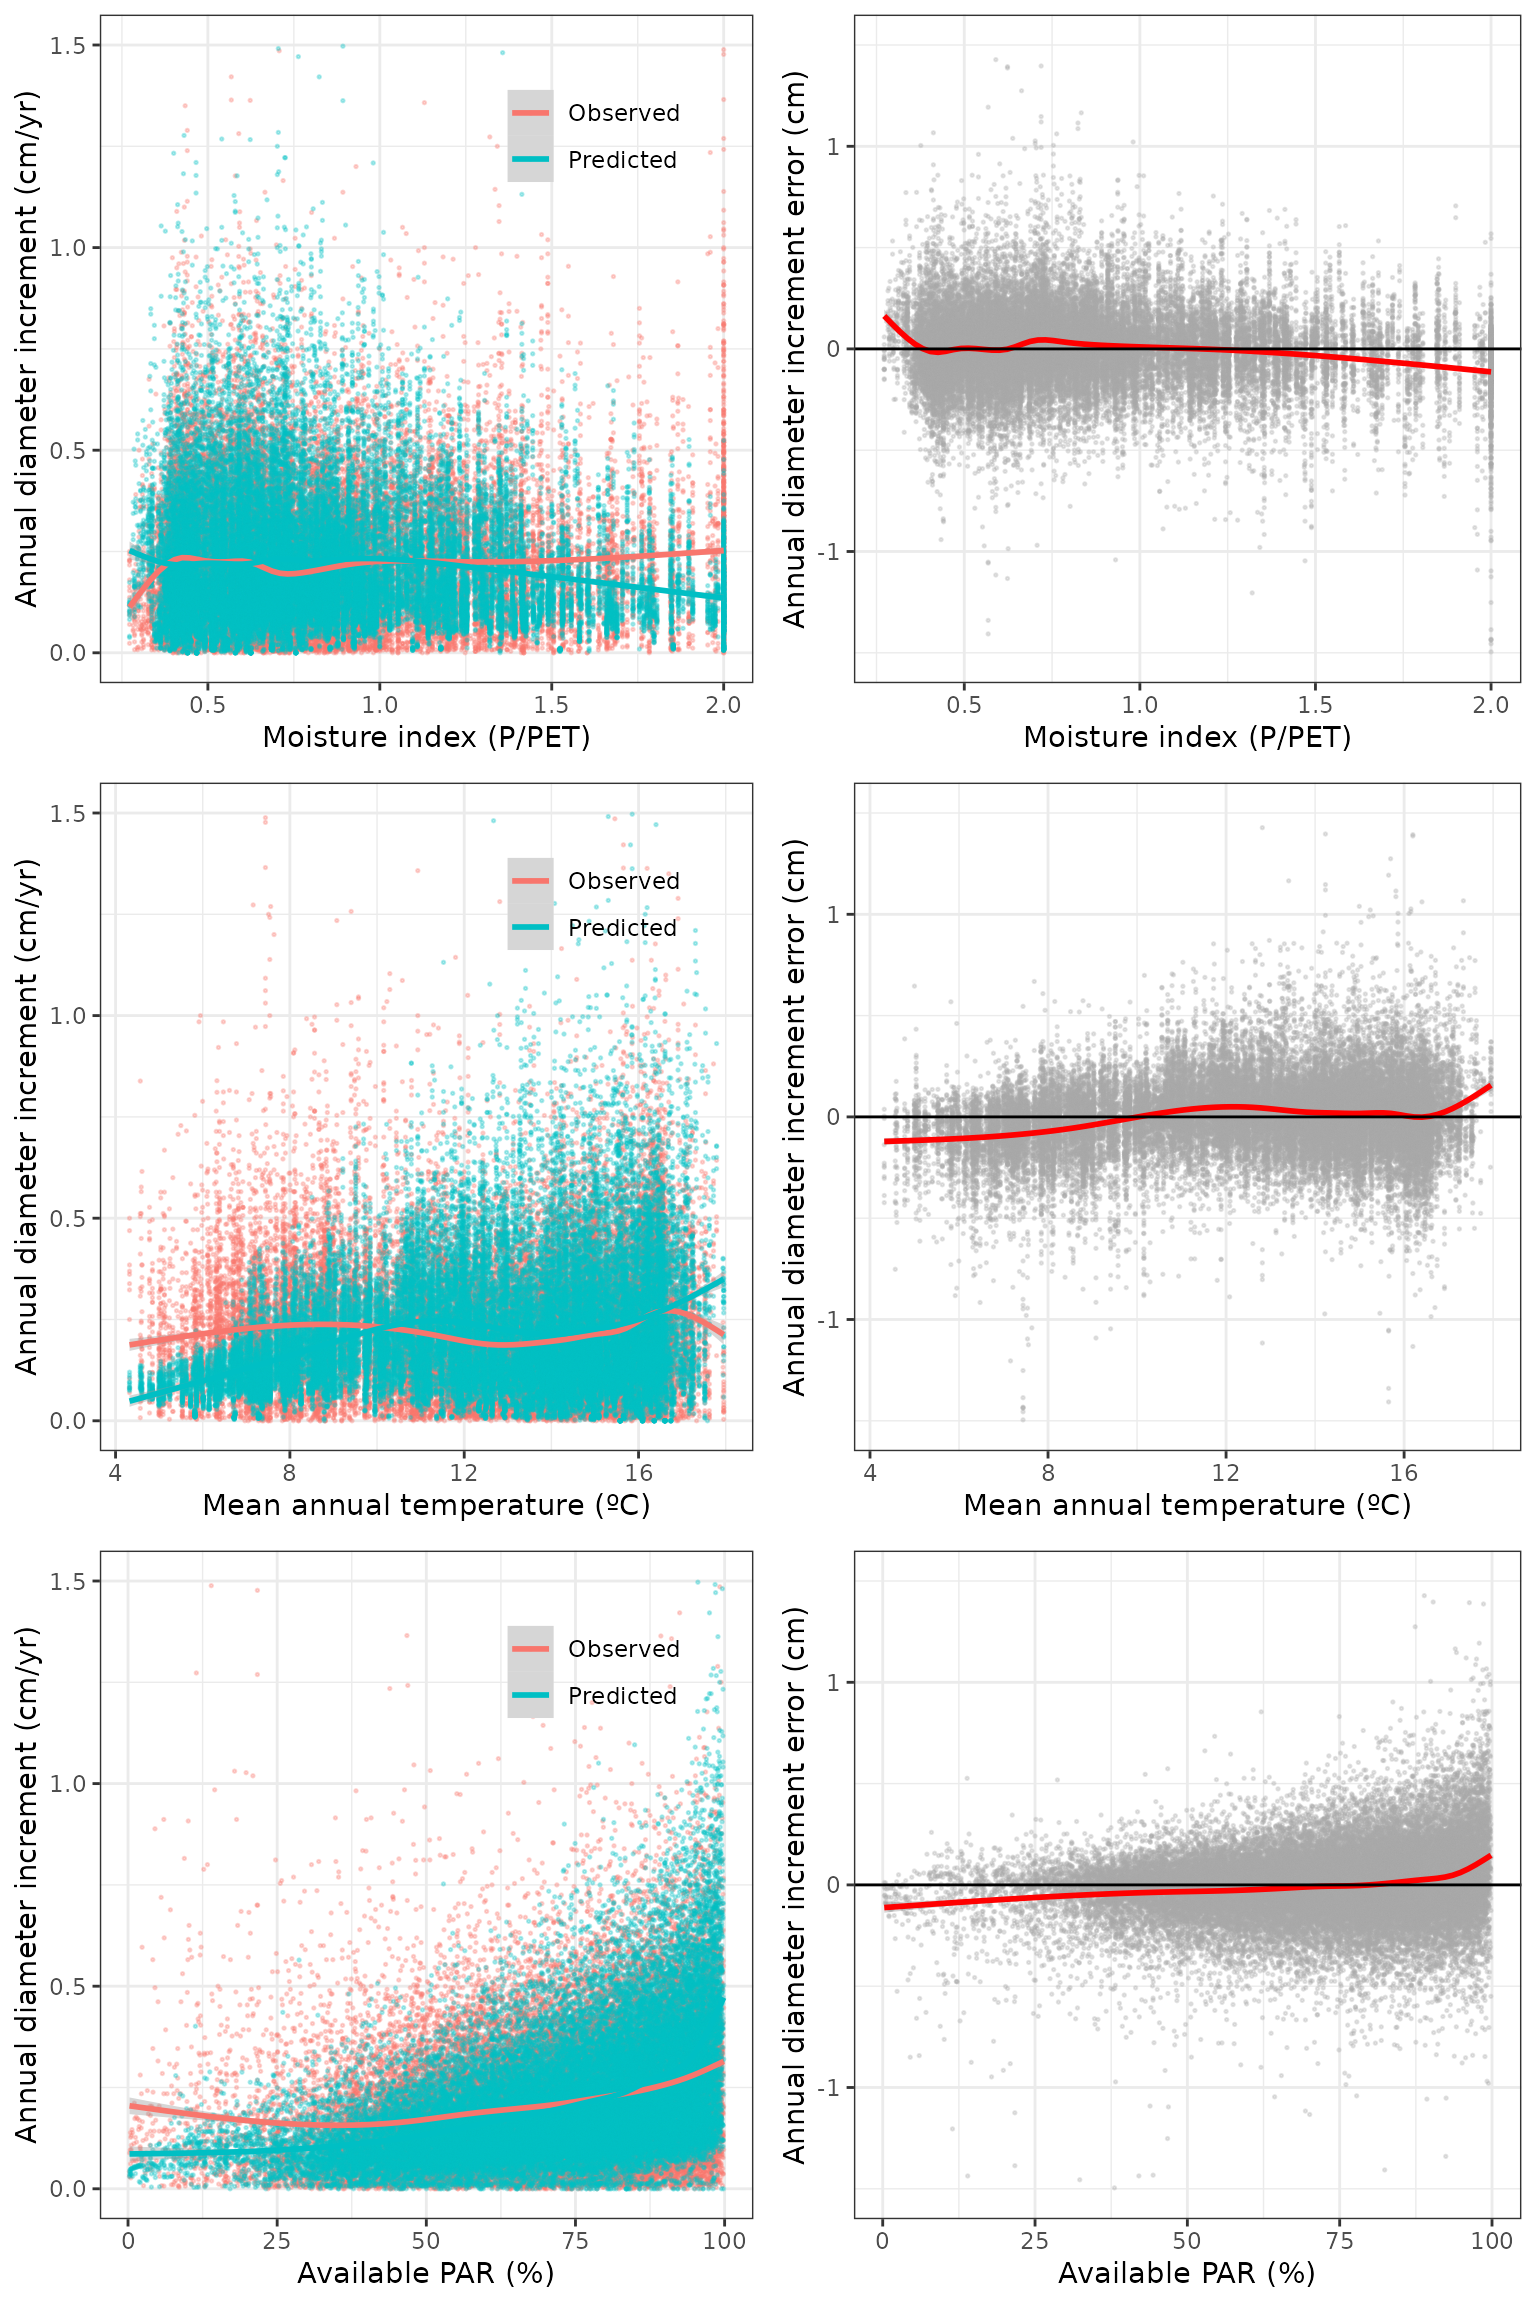 Annual diameter increment (cm/yr)
1.5
1.0
0.5
0.0
Observed
Predicted
0.5 1.0 1.5 2.0
Moisture index (P/PET)
Annual diameter increment error (cm)
1
0
-1
0.5 1.0 1.5 2.0
Moisture index (P/PET)
Annual diameter increment (cm/yr)
1.5
1.0
0.5
0.0
Observed
Predicted
4 8 12 16
Mean annual temperature (ºC)
Annual diameter increment error (cm)
1
0
-1
4 8 12 16
Mean annual temperature (ºC)
Annual diameter increment (cm/yr)
1.5
1.0
0.5
0.0
Observed
Predicted
0 25 50 75 100
Available PAR (%)
Annual diameter increment error (cm)
1
0
-1
0 25 50 75 100
Available PAR (%)